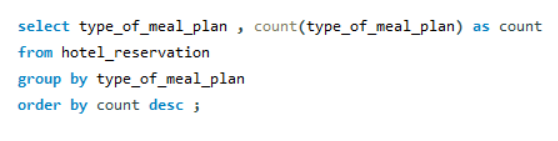 select type_of_meal_plan , count(type_of_meal_plan) as count
from hotel_reservation
group by type_of_meal_plan
order by count desc ;